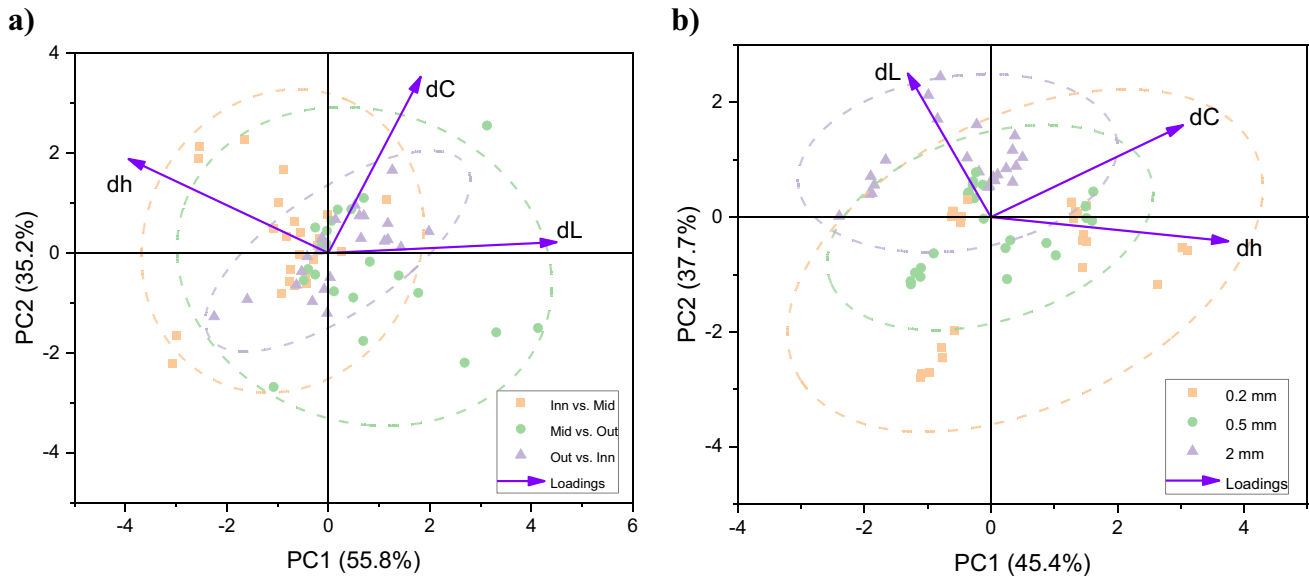 a)
4
2
0
-2
-4
PC2 (35.2%)
dC
dh
dL
Inn vs. Mid
Mid vs. Out
Out vs. Inn
Loadings
-4
-2
0
2
4
6
PC1 (55.8%)
b)
2
0
-2
-4
PC2 (37.7%)
dL
dC
dh
0.2 mm
0.5 mm
2 mm
Loadings
-4
-2
0
2
4
PC1 (45.4%)